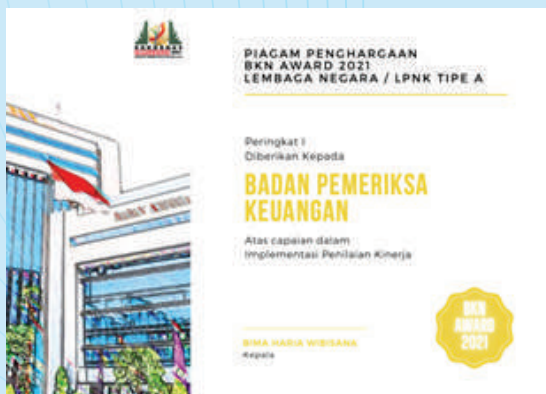 PIAGAM PENGHARGAAN
BKN AWARD 2021
LEMBAGA NEGARA / LPNK TIPE A
Peringkat I
Diberikan Kepada
BADAN PEMERIKSA
KEUANGAN
Atas capaian dalam
Implementasi Penilaian Kinerja
BKN
AWARD
2021
BIMA HARIA WIBISANA
Kepala